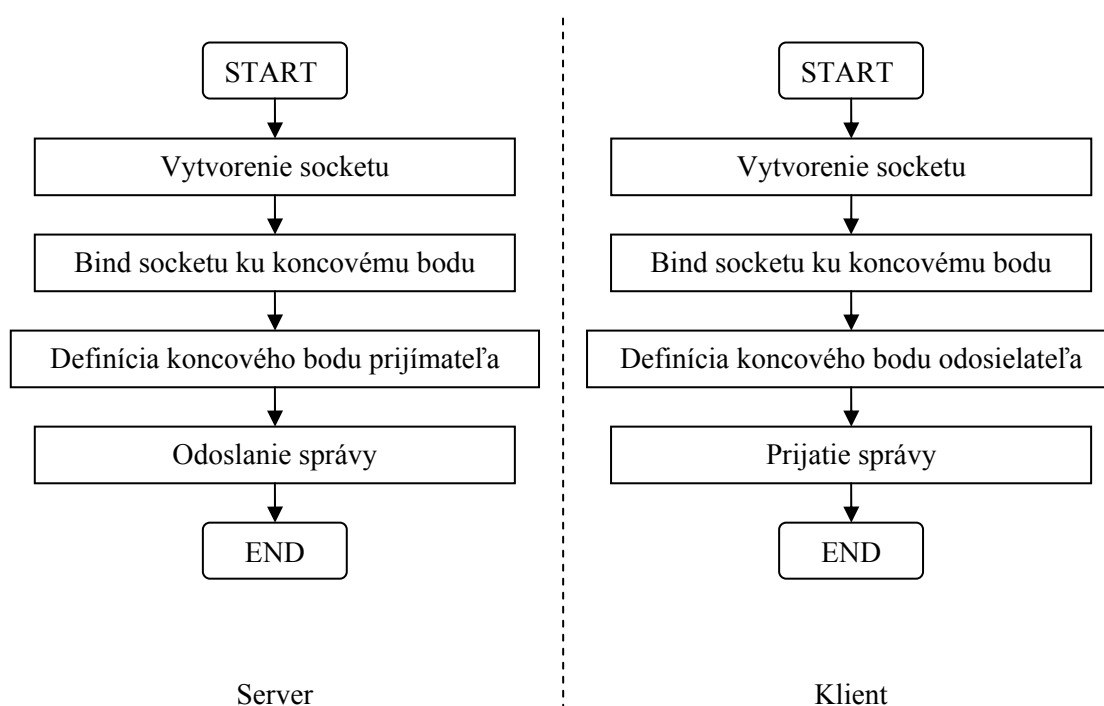 START
Vytvorenie socketu
Bind socketu ku koncovému bodu
Definícia koncového bodu prijímateľa
Odoslanie správy
END
Server
START
Vytvorenie socketu
Bind socketu ku koncovému bodu
Definícia koncového bodu odosielateľa
Prijatie správy
END
Klient